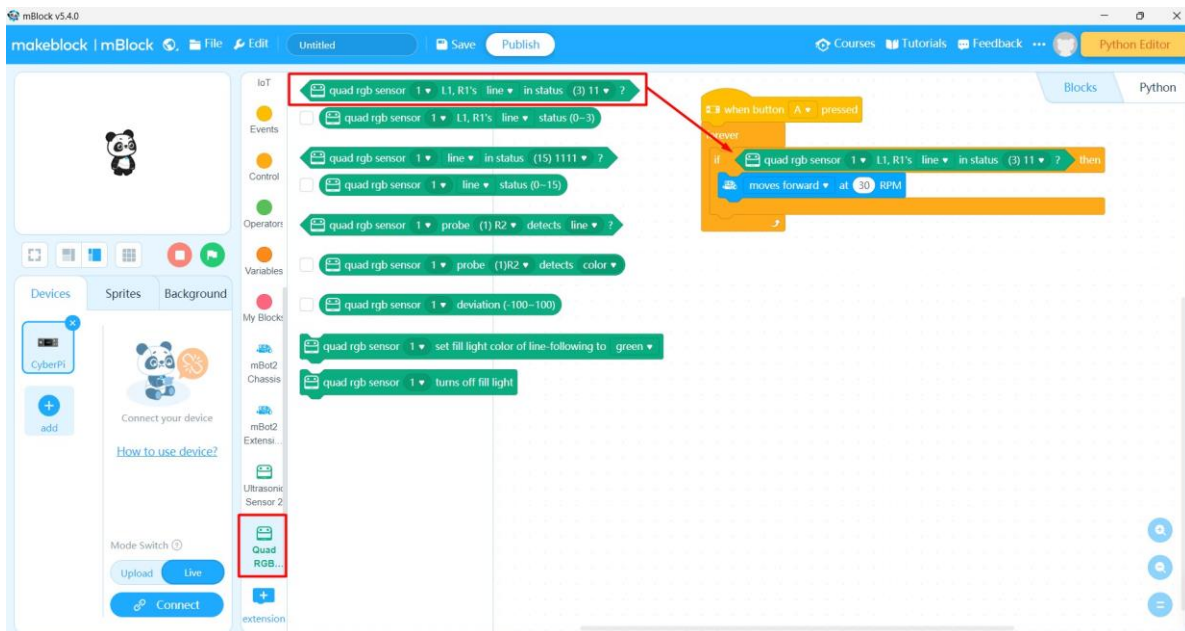 mBlock v5.4.0
makeblock | mBlock File Edit Untitled Save Publish Courses Tutorials Feedback Python Editor
IoT
Events
Control
Operators
Variables
My Blocks
mBot2
Chassis
mBot2
Extensi...
Ultrasonic
Sensor 2
Quad
RGB...
extension
quad rgb sensor 1 L1, R1's line in status (3) 11 ?
quad rgb sensor 1 L1, R1's line status (0~3)
quad rgb sensor 1 line in status (15) 1111 ?
quad rgb sensor 1 line status (0~15)
quad rgb sensor 1 probe (1) R2 detects line ?
quad rgb sensor 1 probe (1)R2 detects color
quad rgb sensor 1 deviation (-100~100)
quad rgb sensor 1 set fill light color of line-following to green
quad rgb sensor 1 turns off fill light
Blocks Python
when button A pressed
forever
if quad rgb sensor 1 L1, R1's line in status (3) 11 ? then
moves forward at 30 RPM
Devices Sprites Background
CyberPi
add
Connect your device
How to use device?
Mode Switch
Upload Live
Connect